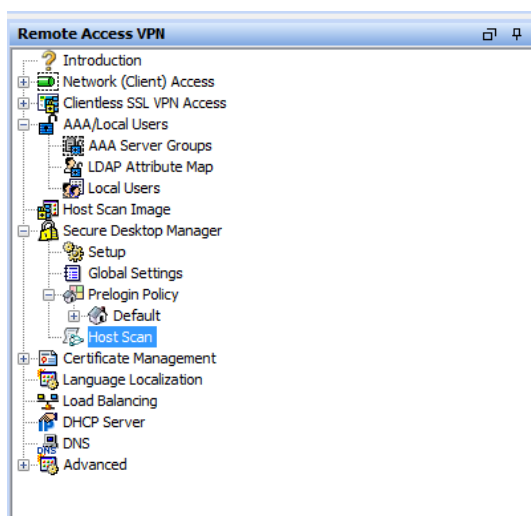 Remote Access VPN
Introduction
Network (Client) Access
Clientless SSL VPN Access
AAA/Local Users
AAA Server Groups
LDAP Attribute Map
Local Users
Host Scan Image
Secure Desktop Manager
Setup
Global Settings
Prelogin Policy
Default
Host Scan
Certificate Management
Language Localization
Load Balancing
DHCP Server
DNS
DNS
Advanced